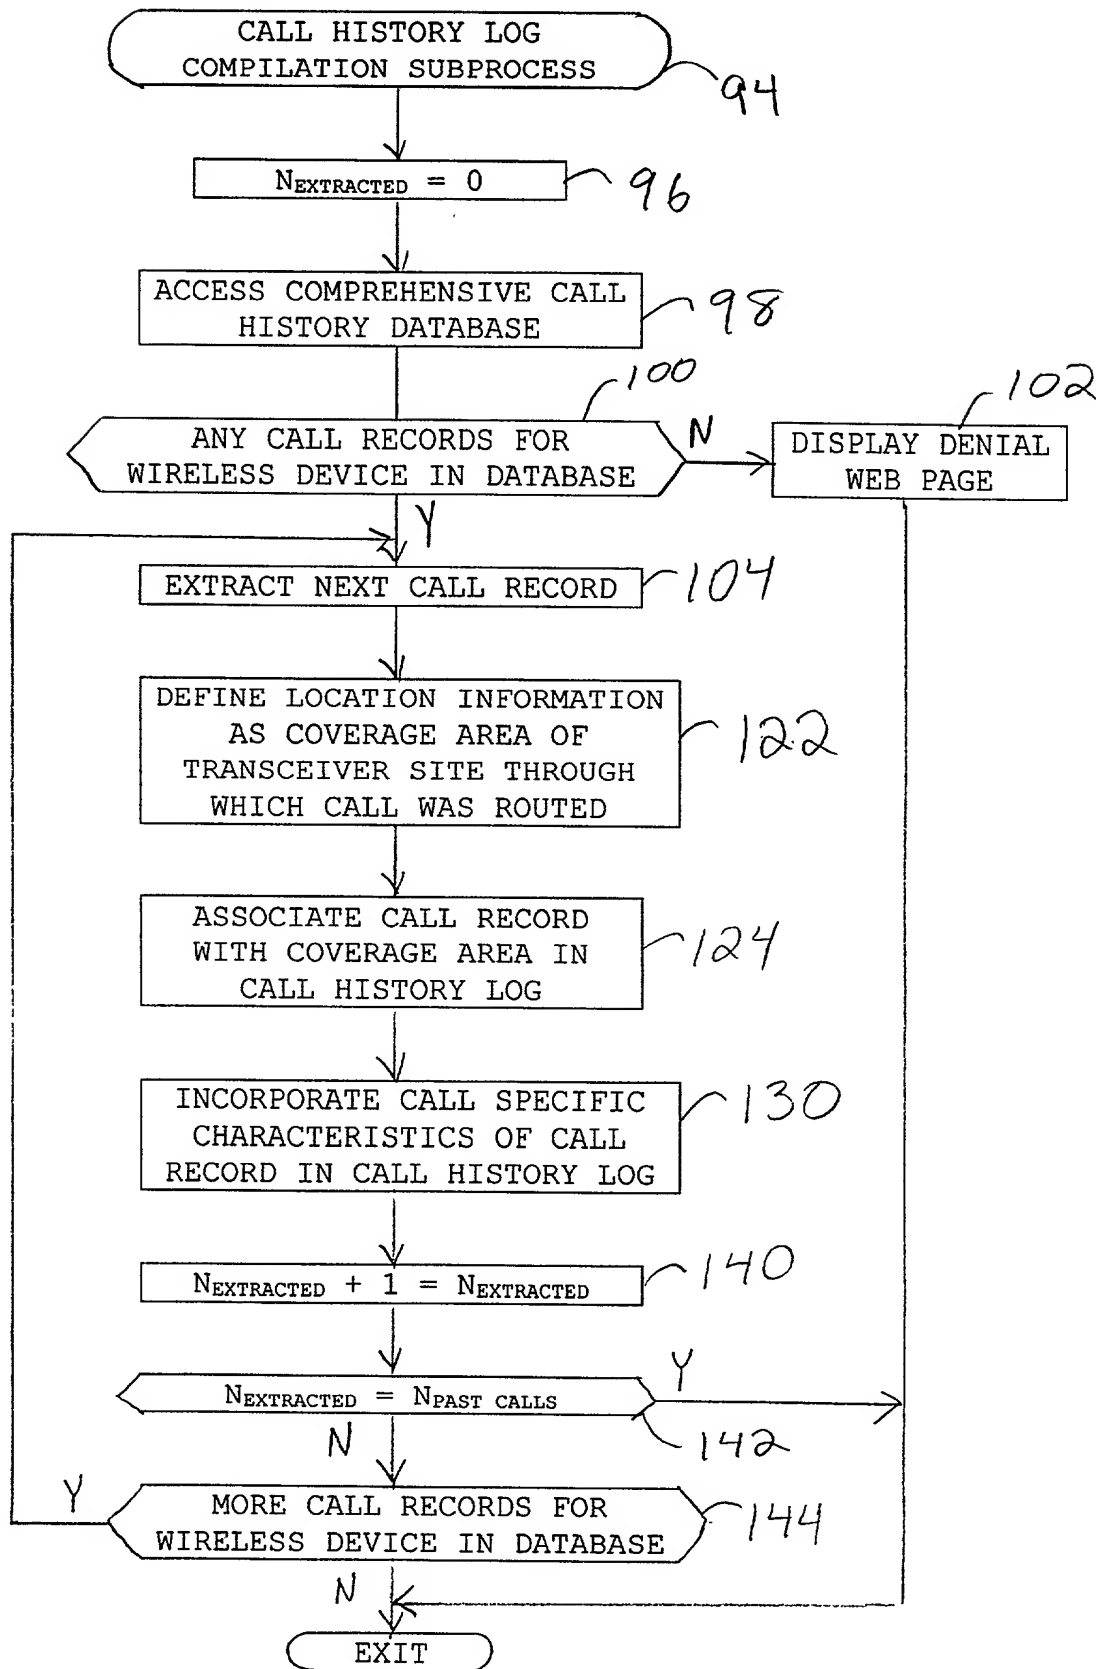 CALL HISTORY LOG
COMPILATION SUBPROCESS
94
NEXTRACTED = 0
96
ACCESS COMPREHENSIVE CALL
HISTORY DATABASE
98
100
ANY CALL RECORDS FOR
WIRELESS DEVICE IN DATABASE
N
102
DISPLAY DENIAL
WEB PAGE
Y
EXTRACT NEXT CALL RECORD
104
DEFINE LOCATION INFORMATION
AS COVERAGE AREA OF
TRANSCEIVER SITE THROUGH
WHICH CALL WAS ROUTED
122
ASSOCIATE CALL RECORD
WITH COVERAGE AREA IN
CALL HISTORY LOG
124
INCORPORATE CALL SPECIFIC
CHARACTERISTICS OF CALL
RECORD IN CALL HISTORY LOG
130
NEXTRACTED + 1 = NEXTRACTED
140
NEXTRACTED = NPAST CALLS
Y
142
N
Y
MORE CALL RECORDS FOR
WIRELESS DEVICE IN DATABASE
144
N
EXIT